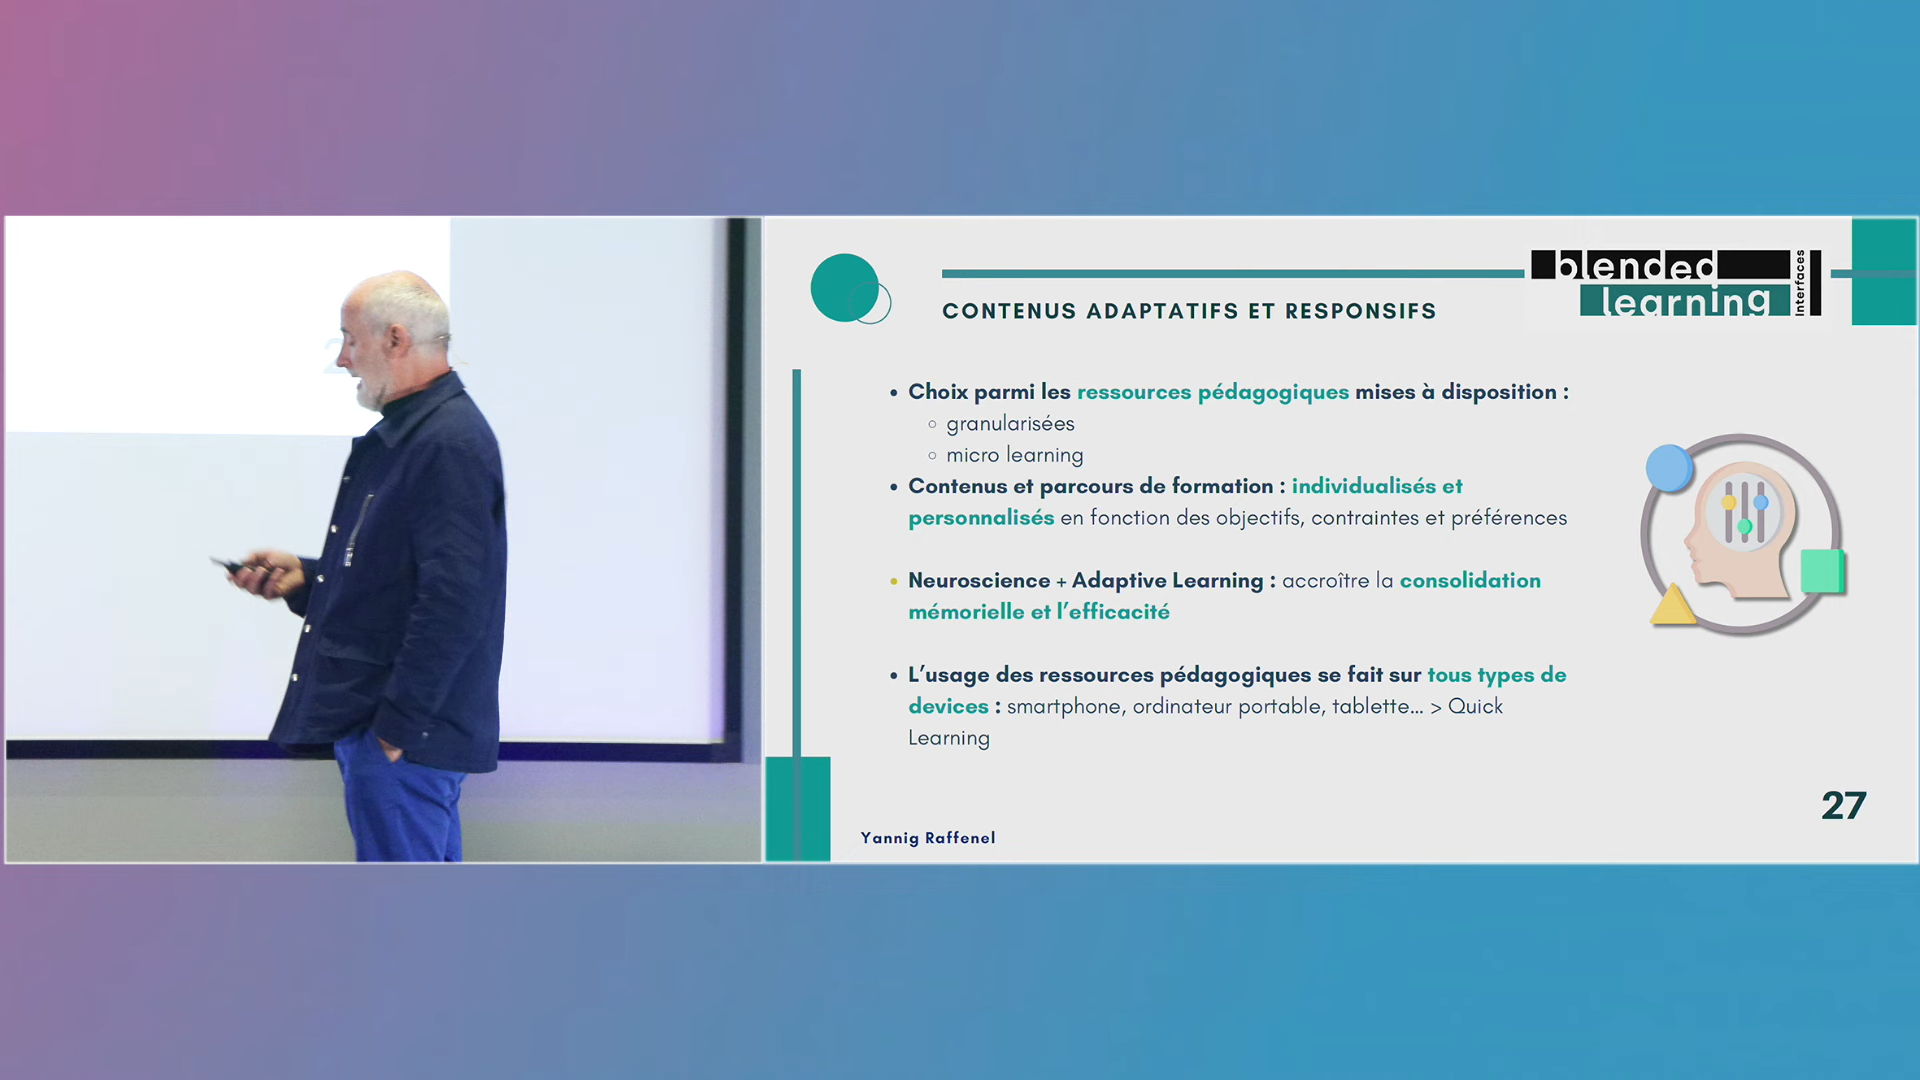 blended
learning
Interfaces
CONTENUS ADAPTATIFS ET RESPONSIFS
• Choix parmi les ressources pédagogiques mises à disposition :
◦ granularisées
◦ micro learning
• Contenus et parcours de formation : individualisés et
personnalisés en fonction des objectifs, contraintes et préférences
• Neuroscience + Adaptive Learning : accroître la consolidation
mémorielle et l’efficacité
• L’usage des ressources pédagogiques se fait sur tous types de
devices : smartphone, ordinateur portable, tablette... > Quick
Learning
27
Yannig Raffenel